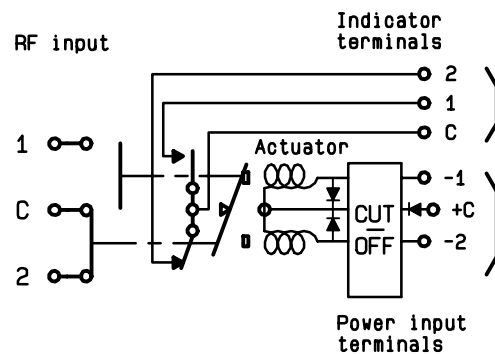 Indicator
terminals
RF input
2
1
C
1
Actuator
-1
C
CUT
OFF
+C
-2
2
Power input
terminals